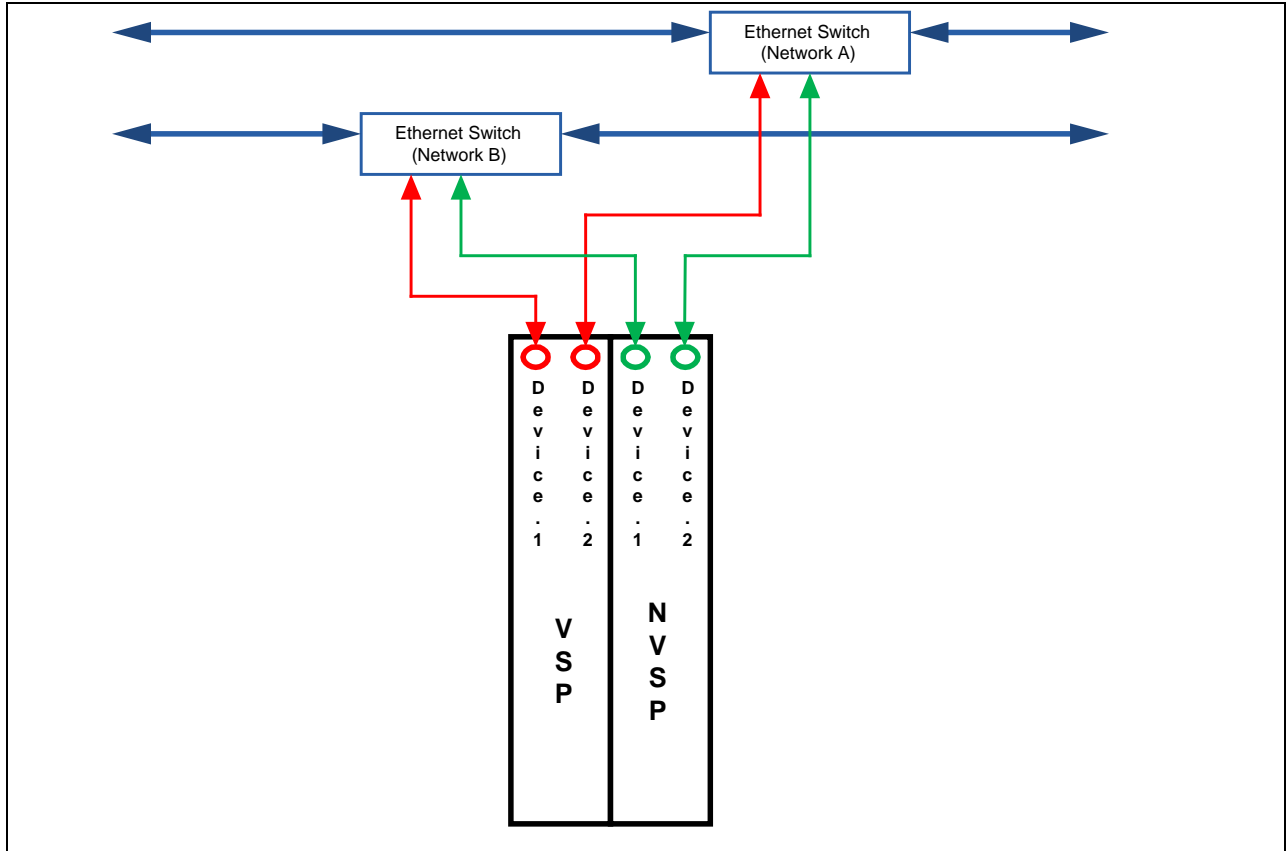 Ethernet Switch
(Network A)
Ethernet Switch
(Network B)
Device.1
Device.2
Device.1
Device.2
VSP
NVSP